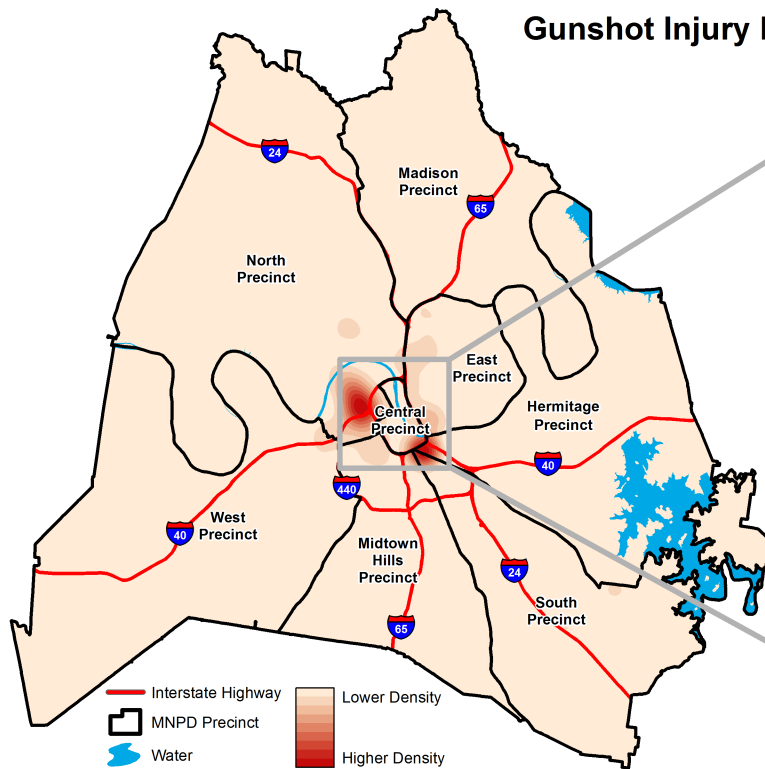 Gunshot Injury
24
Madison
Precinct
65
North
Precinct
East
Precinct
Central
Precinct
Hermitage
Precinct
40
440
West
Precinct
40
Midtown
Hills
Precinct
24
South
Precinct
65
Interstate Highway
MNPD Precinct
Water
Lower Density
Higher Density